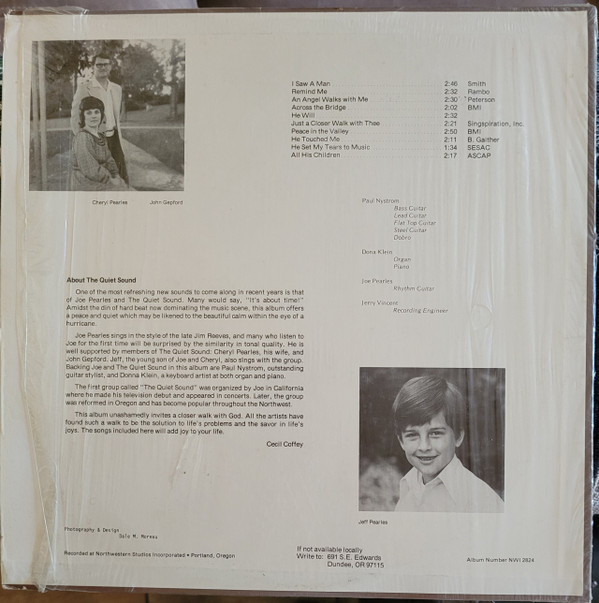 I Saw A Man 2:46 Smith
Remind Me 2:32 Rambo
An Angel Walks with Me 2:30 Peterson
Across the Bridge 2:02 BMI
He Will 2:32
Just a Closer Walk with Thee 2:21 Singspiration, Inc.
Peace in the Valley 2:50 BMI
He Touched Me 2:11 B. Gaither
He Set My Tears to Music 1:34 SESAC
All His Children 2:17 ASCAP
Cheryl Pearles John Gepford
Paul Nystrom
Bass Guitar
Lead Guitar
Flat Top Guitar
Steel Guitar
Dobro
Dona Klein
Organ
Piano
Joe Pearles
Rhythm Guitar
Jerry Vincent
Recording Engineer
About The Quiet Sound
One of the most refreshing new sounds to come along in recent years is that
of Joe Pearles and The Quiet Sound. Many would say, "It's about time!"
Amidst the din of hard beat now dominating the music scene, this album offers
a peace and quiet which may be likened to the beautiful calm within the eye of a
hurricane.
Joe Pearles sings in the style of the late Jim Reeves, and many who listen to
Joe for the first time will be surprised by the similarity in tonal quality. He is
well supported by members of The Quiet Sound: Cheryl Pearles, his wife, and
John Gepford. Jeff, the young son of Joe and Cheryl, also sings with the group.
Backing Joe and The Quiet Sound in this album are Paul Nystrom, outstanding
guitar stylist, and Donna Klein, a keyboard artist at both organ and piano.
The first group called "The Quiet Sound" was organized by Joe in California
where he made his television debut and appeared in concerts. Later, the group
was reformed in Oregon and has become popular throughout the Northwest.
This album unashamedly invites a closer walk with God. All the artists have
found such a walk to be the solution to life's problems and the savor in life's
joys. The songs included here will add joy to your life.
Cecil Coffey
Jeff Pearles
Photography & Design
Dale M. Moreau
Recorded at Northwestern Studios Incorporated • Portland, Oregon
If not available locally
Write to: 691 S.E. Edwards
Dundee, OR 97115
Album Number NWI 2824